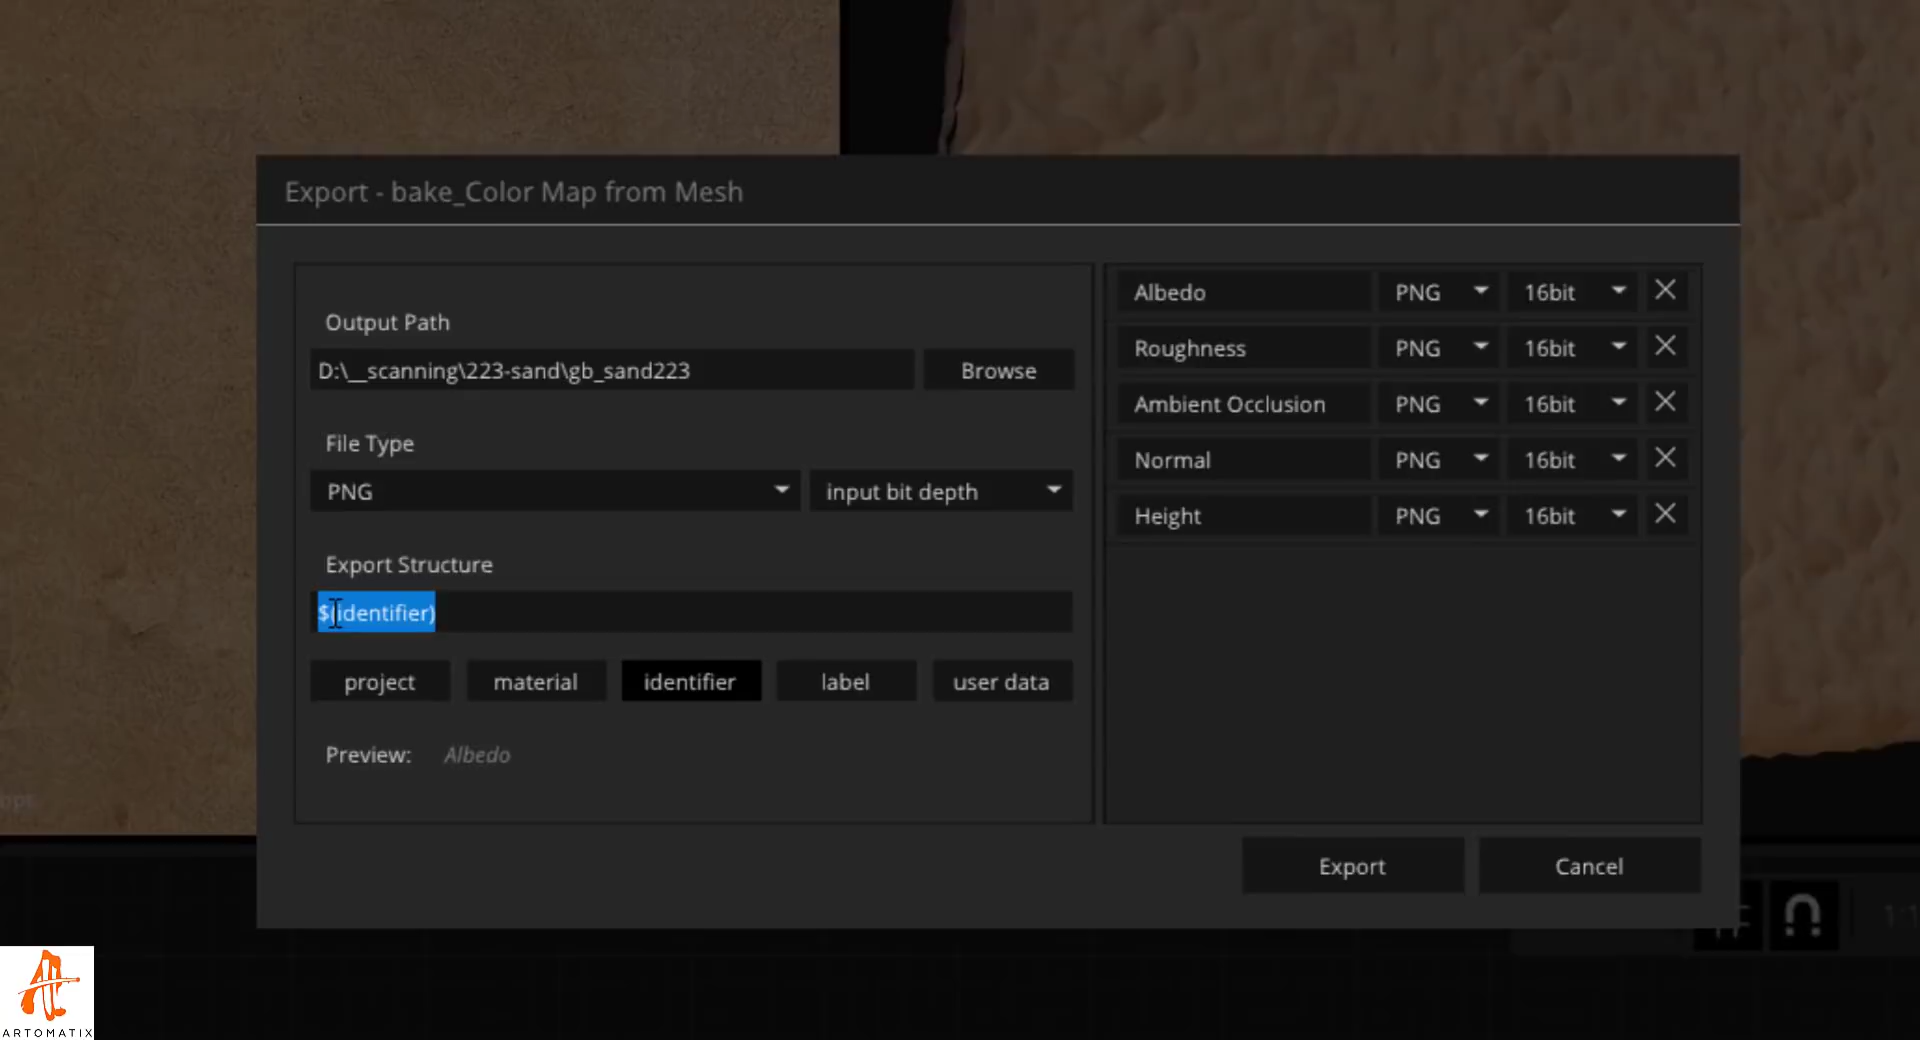 Export - bake_Color Map from Mesh
Output Path
D:\__scanning\223-sand\gb_sand223
Browse
File Type
PNG
input bit depth
Export Structure
$(identifier)
project
material
identifier
label
user data
Preview: Albedo
Albedo PNG 16bit
Roughness PNG 16bit
Ambient Occlusion PNG 16bit
Normal PNG 16bit
Height PNG 16bit
Export
Cancel
ARTOMATIX